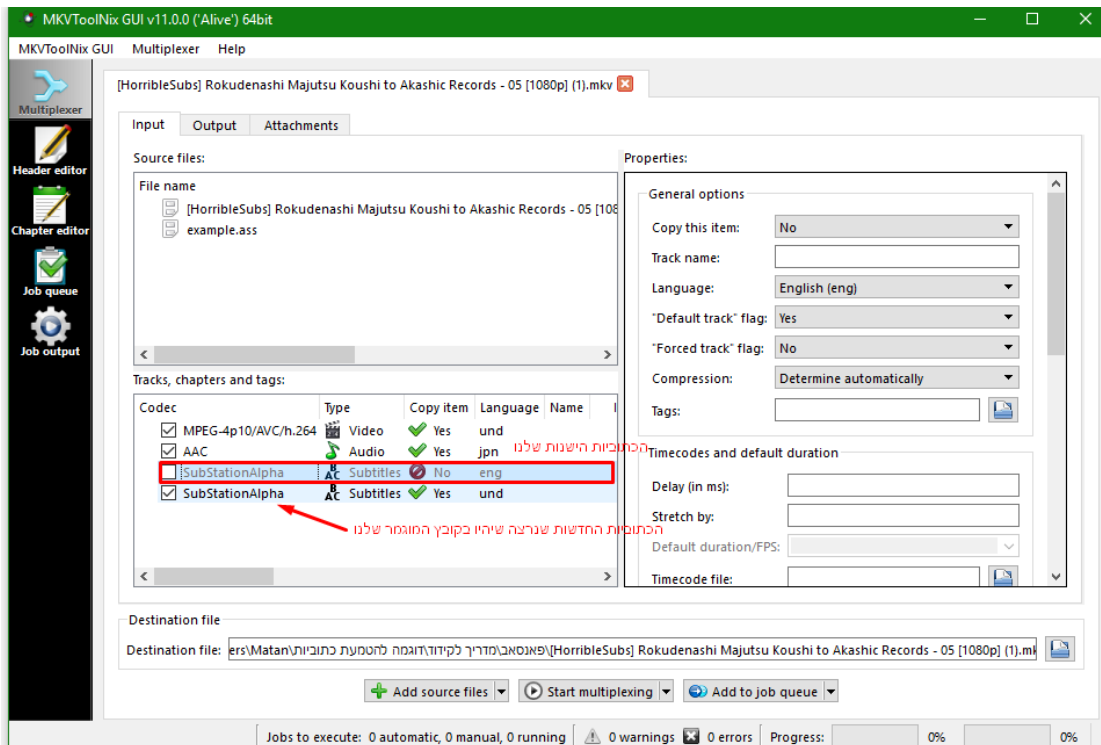 MKVToolNix GUI v11.0.0 ('Alive') 64bit
MKVToolNix GUI Multiplexer Help
Multiplexer
Header editor
Chapter editor
Job queue
Job output
[HorribleSubs] Rokudenashi Majutsu Koushi to Akashic Records - 05 [1080p] (1).mkv
Input Output Attachments
Source files:
File name
[HorribleSubs] Rokudenashi Majutsu Koushi to Akashic Records - 05 [108
example.ass
Tracks, chapters and tags:
Codec Type Copy item Language Name
MPEG-4p10/AVC/h.264 Video Yes und
AAC Audio Yes jpn
הכתוביות הישנות שלנו
SubStationAlpha Subtitles No eng
SubStationAlpha Subtitles Yes und
הכתוביות החדשות שנרצה שיהיו בקובץ המוגמר שלנו
Properties:
General options
Copy this item: No
Track name:
Language: English (eng)
"Default track" flag: Yes
"Forced track" flag: No
Compression: Determine automatically
Tags:
Timecodes and default duration
Delay (in ms):
Stretch by:
Default duration/FPS:
Timecode file:
Destination file
Destination file: ers\Matan\פאנסאב\מדריך לקידוד\דוגמה להטמעת כתוביות\[HorribleSubs] Rokudenashi Majutsu Koushi to Akashic Records - 05 [1080p] (1).mk
Add source files Start multiplexing Add to job queue
Jobs to execute: 0 automatic, 0 manual, 0 running 0 warnings 0 errors Progress: 0% 0%